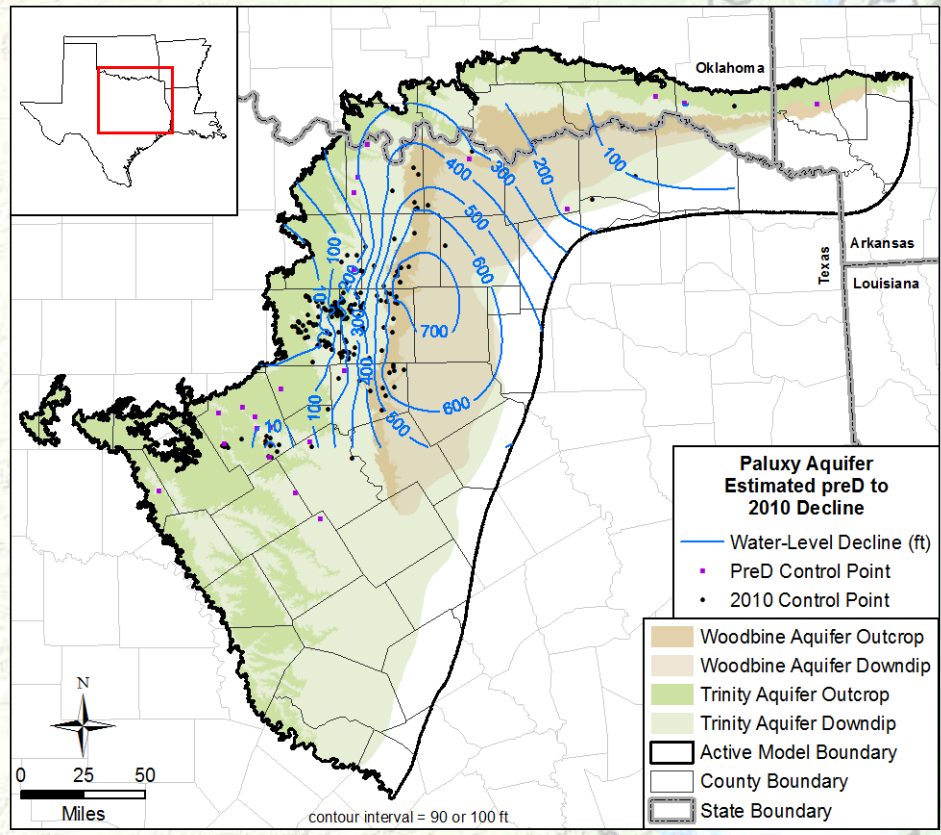 Oklahoma
Texas
Arkansas
Louisiana
400
300
200
100
500
100
600
200
300
700
400
600
100
500
10
Paluxy Aquifer
Estimated preD to
2010 Decline
Water-Level Decline (ft)
PreD Control Point
2010 Control Point
Woodbine Aquifer Outcrop
Woodbine Aquifer Downdip
Trinity Aquifer Outcrop
Trinity Aquifer Downdip
Active Model Boundary
County Boundary
State Boundary
N
0 25 50
Miles
contour interval = 90 or 100 ft